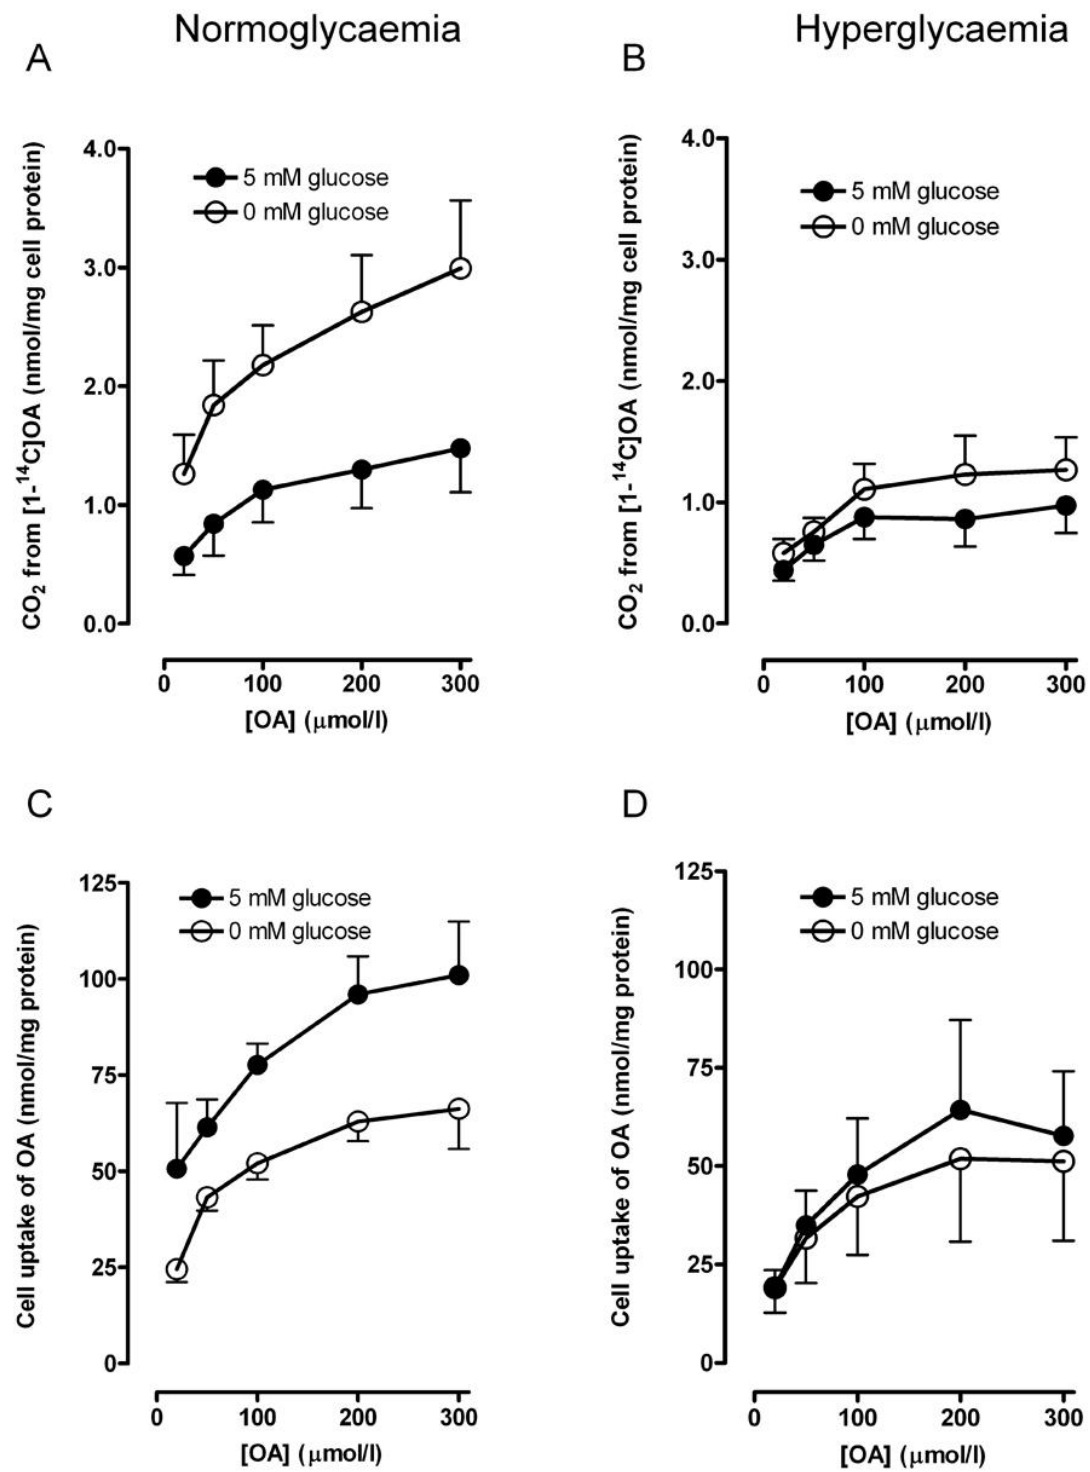 Normoglycaemia
Hyperglycaemia
A
CO2 from [1-14C]OA (nmol/mg cell protein)
4.0
3.0
2.0
1.0
0.0
5 mM glucose
0 mM glucose
0 100 200 300
[OA] (μmol/l)
B
CO2 from [1-14C]OA (nmol/mg cell protein)
4.0
3.0
2.0
1.0
0.0
5 mM glucose
0 mM glucose
0 100 200 300
[OA] (μmol/l)
C
Cell uptake of OA (nmol/mg protein)
125
100
75
50
25
0
5 mM glucose
0 mM glucose
0 100 200 300
[OA] (μmol/l)
D
Cell uptake of OA (nmol/mg protein)
125
100
75
50
25
0
5 mM glucose
0 mM glucose
0 100 200 300
[OA] (μmol/l)